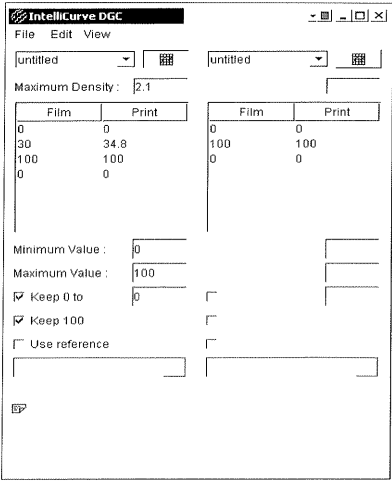 IntelliCurve DGC
File Edit View
untitled untitled
Maximum Density : 2.1
Film Print Film Print
0 0 0 0
30 34.8 100 100
100 100 0 0
0 0
Minimum Value : 0
Maximum Value : 100
Keep 0 to 0
Keep 100
Use reference